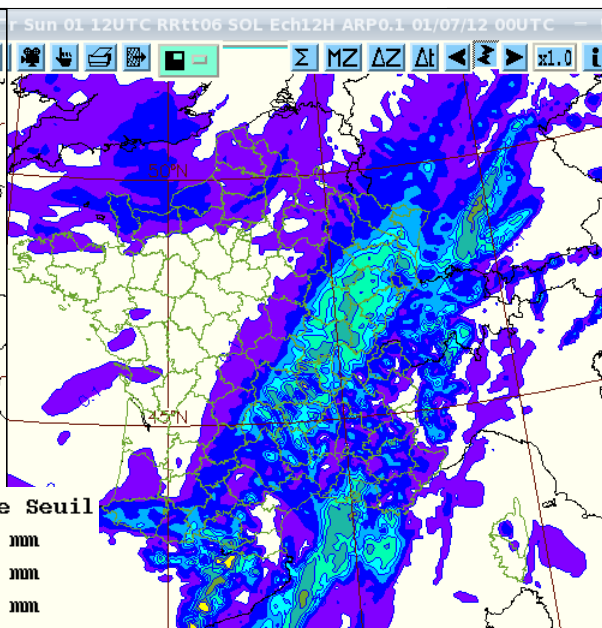 r Sun 01 12UTC RRtt06 SOL Ech12H ARP0.1 01/07/12 00UTC
Σ MZ ΔZ Δt x1.0 i
50°N
45°N
e Seuil
mm
mm
mm